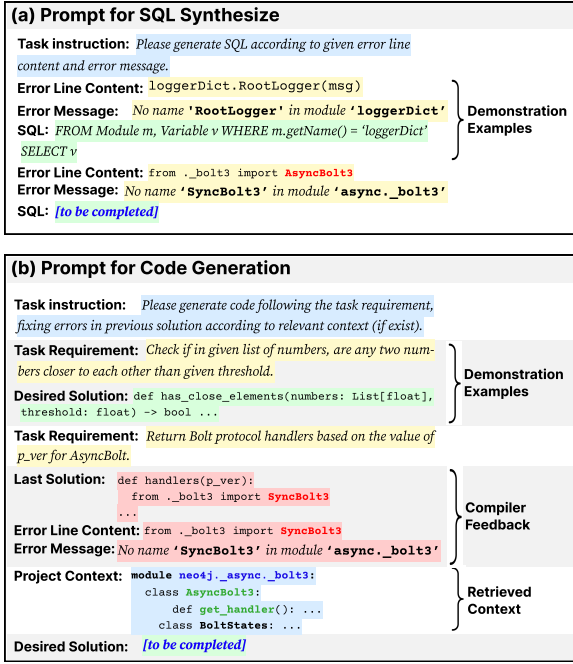 (a) Prompt for SQL Synthesize
Task instruction: Please generate SQL according to given error line
content and error message.
Error Line Content: loggerDict.RootLogger(msg)
Error Message: No name 'RootLogger' in module ‘loggerDict’
SQL: FROM Module m, Variable v WHERE m.getName() = ‘loggerDict’
SELECT v
Demonstration
Examples
Error Line Content: from ._bolt3 import AsyncBolt3
Error Message: No name ‘SyncBolt3’ in module ‘async._bolt3’
SQL: [to be completed]
(b) Prompt for Code Generation
Task instruction: Please generate code following the task requirement,
fixing errors in previous solution according to relevant context (if exist).
Task Requirement: Check if in given list of numbers, are any two num-
bers closer to each other than given threshold.
Desired Solution: def has_close_elements(numbers: List[float],
threshold: float) -> bool ...
Demonstration
Examples
Task Requirement: Return Bolt protocol handlers based on the value of
p_ver for AsyncBolt.
Last Solution: def handlers(p_ver):
from ._bolt3 import SyncBolt3
...
Error Line Content: from ._bolt3 import SyncBolt3
Error Message: No name ‘SyncBolt3’ in module ‘async._bolt3’
Compiler
Feedback
Project Context: module neo4j._async._bolt3:
class AsyncBolt3:
def get_handler(): ...
class BoltStates: ...
Retrieved
Context
Desired Solution: [to be completed]